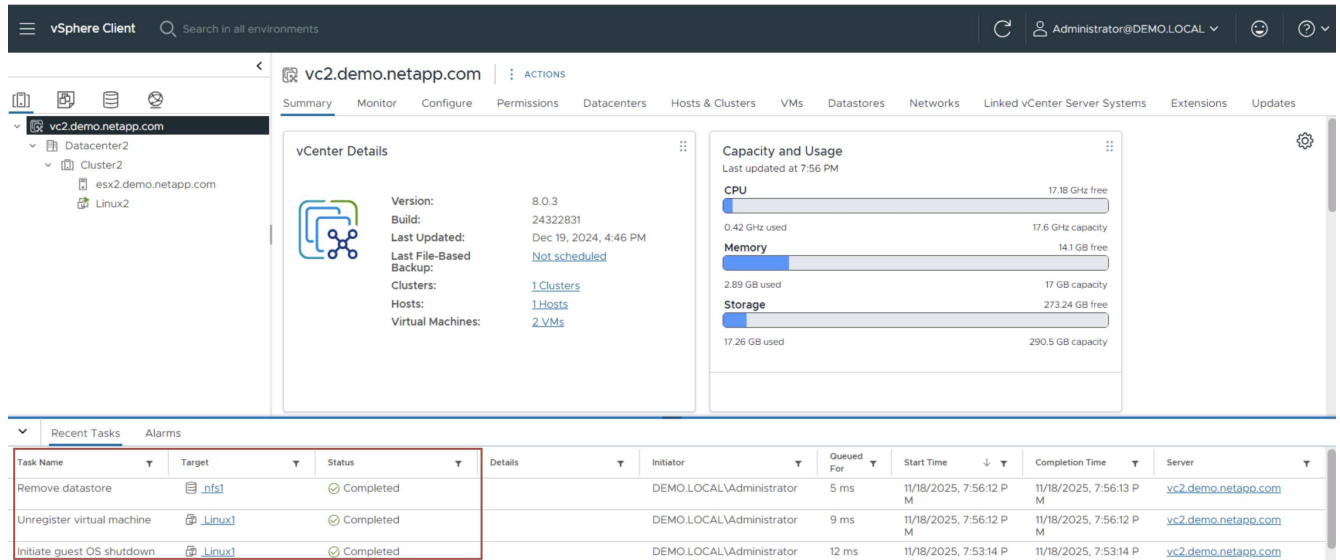 vSphere Client
Search in all environments
Administrator@DEMO.LOCAL
vc2.demo.netapp.com
ACTIONS
Summary Monitor Configure Permissions Datacenters Hosts & Clusters VMs Datastores Networks Linked vCenter Server Systems Extensions Updates
vc2.demo.netapp.com
Datacenter2
Cluster2
esx2.demo.netapp.com
Linux2
vCenter Details
Version: 8.0.3
Build: 24322831
Last Updated: Dec 19, 2024, 4:46 PM
Last File-Based Not scheduled
Backup:
Clusters: 1 Clusters
Hosts: 1 Hosts
Virtual Machines: 2 VMs
Capacity and Usage
Last updated at 7:56 PM
CPU 17.18 GHz free
0.42 GHz used 17.6 GHz capacity
Memory 14.1 GB free
2.89 GB used 17 GB capacity
Storage 273.24 GB free
17.26 GB used 290.5 GB capacity
Recent Tasks Alarms
Task Name Target Status Details Initiator Queued For Start Time Completion Time Server
Remove datastore nfs1 Completed DEMO.LOCAL\Administrator 5 ms 11/18/2025, 7:56:12 P 11/18/2025, 7:56:13 P vc2.demo.netapp.com
M M
Unregister virtual machine Linux1 Completed DEMO.LOCAL\Administrator 9 ms 11/18/2025, 7:56:12 P 11/18/2025, 7:56:12 P vc2.demo.netapp.com
M M
Initiate guest OS shutdown Linux1 Completed DEMO.LOCAL\Administrator 12 ms 11/18/2025, 7:53:14 P 11/18/2025, 7:53:14 P vc2.demo.netapp.com